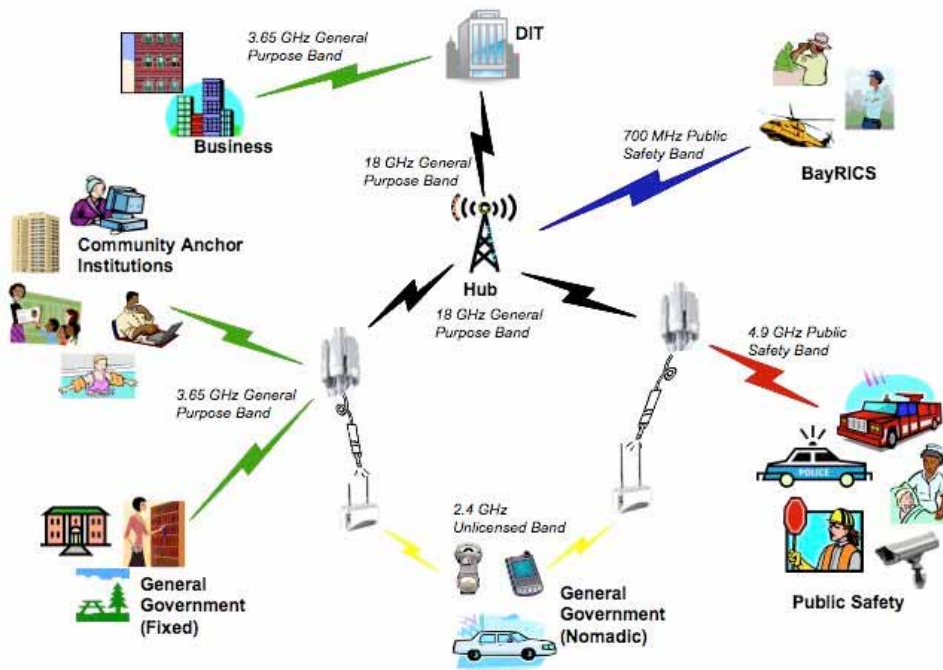 3.65 GHz General
Purpose Band
DIT
Business
700 MHz Public
Safety Band
BayRICS
18 GHz General
Purpose Band
Community Anchor
Institutions
Hub
18 GHz General
Purpose Band
4.9 GHz Public
Safety Band
3.65 GHz General
Purpose Band
POLICE
2.4 GHz
Unlicensed Band
General
Government
(Fixed)
General
Government
(Nomadic)
Public Safety